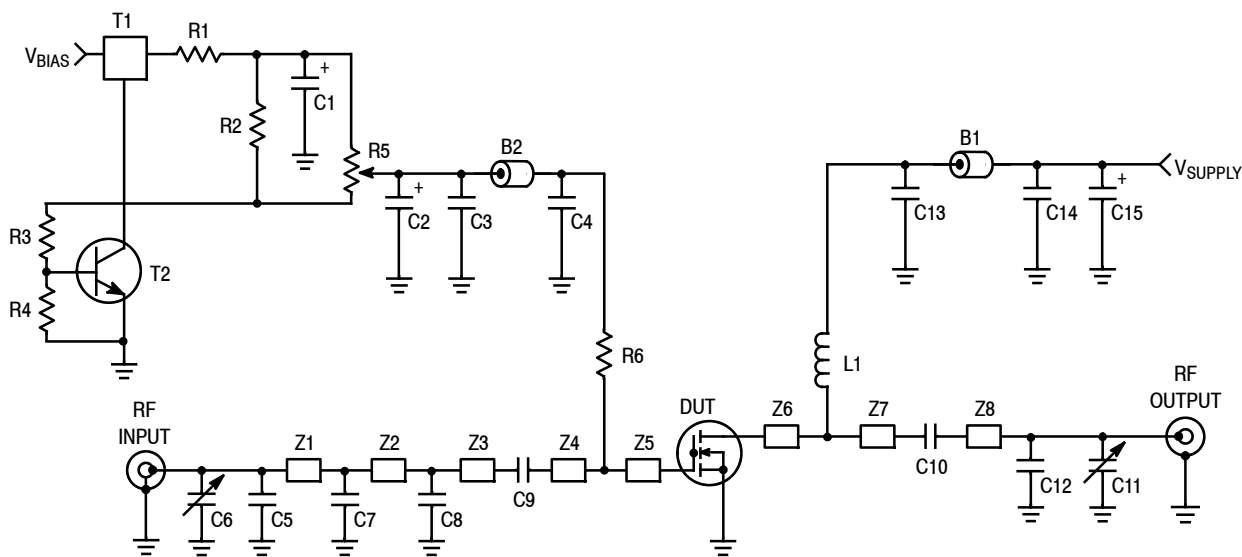 T1
R1
VBIAS
+
C1
R2
R5
B2
B1
+
C2
C3
C4
C13
C14
+
C15
VSUPPLY
R3
T2
R4
R6
L1
RF
INPUT
Z1
Z2
Z3
Z4
Z5
DUT
Z6
Z7
Z8
RF
OUTPUT
C6
C5
C7
C8
C9
C10
C12
C11